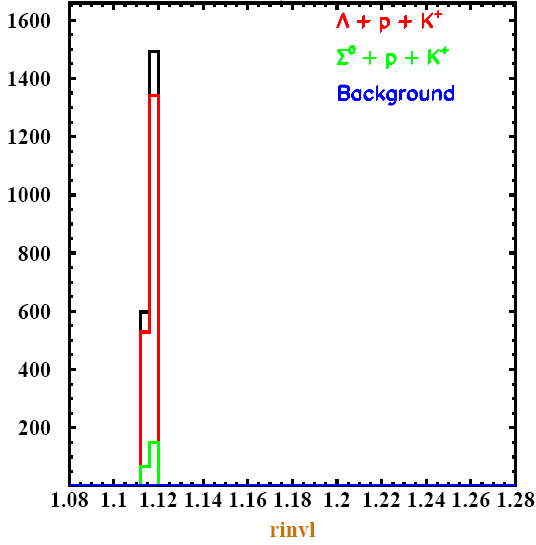 1600
Λ + p + K⁺
Σ⁰ + p + K⁺
1400
Background
1200
1000
800
600
400
200
1.08 1.1 1.12 1.14 1.16 1.18 1.2 1.22 1.24 1.26 1.28
rinvl